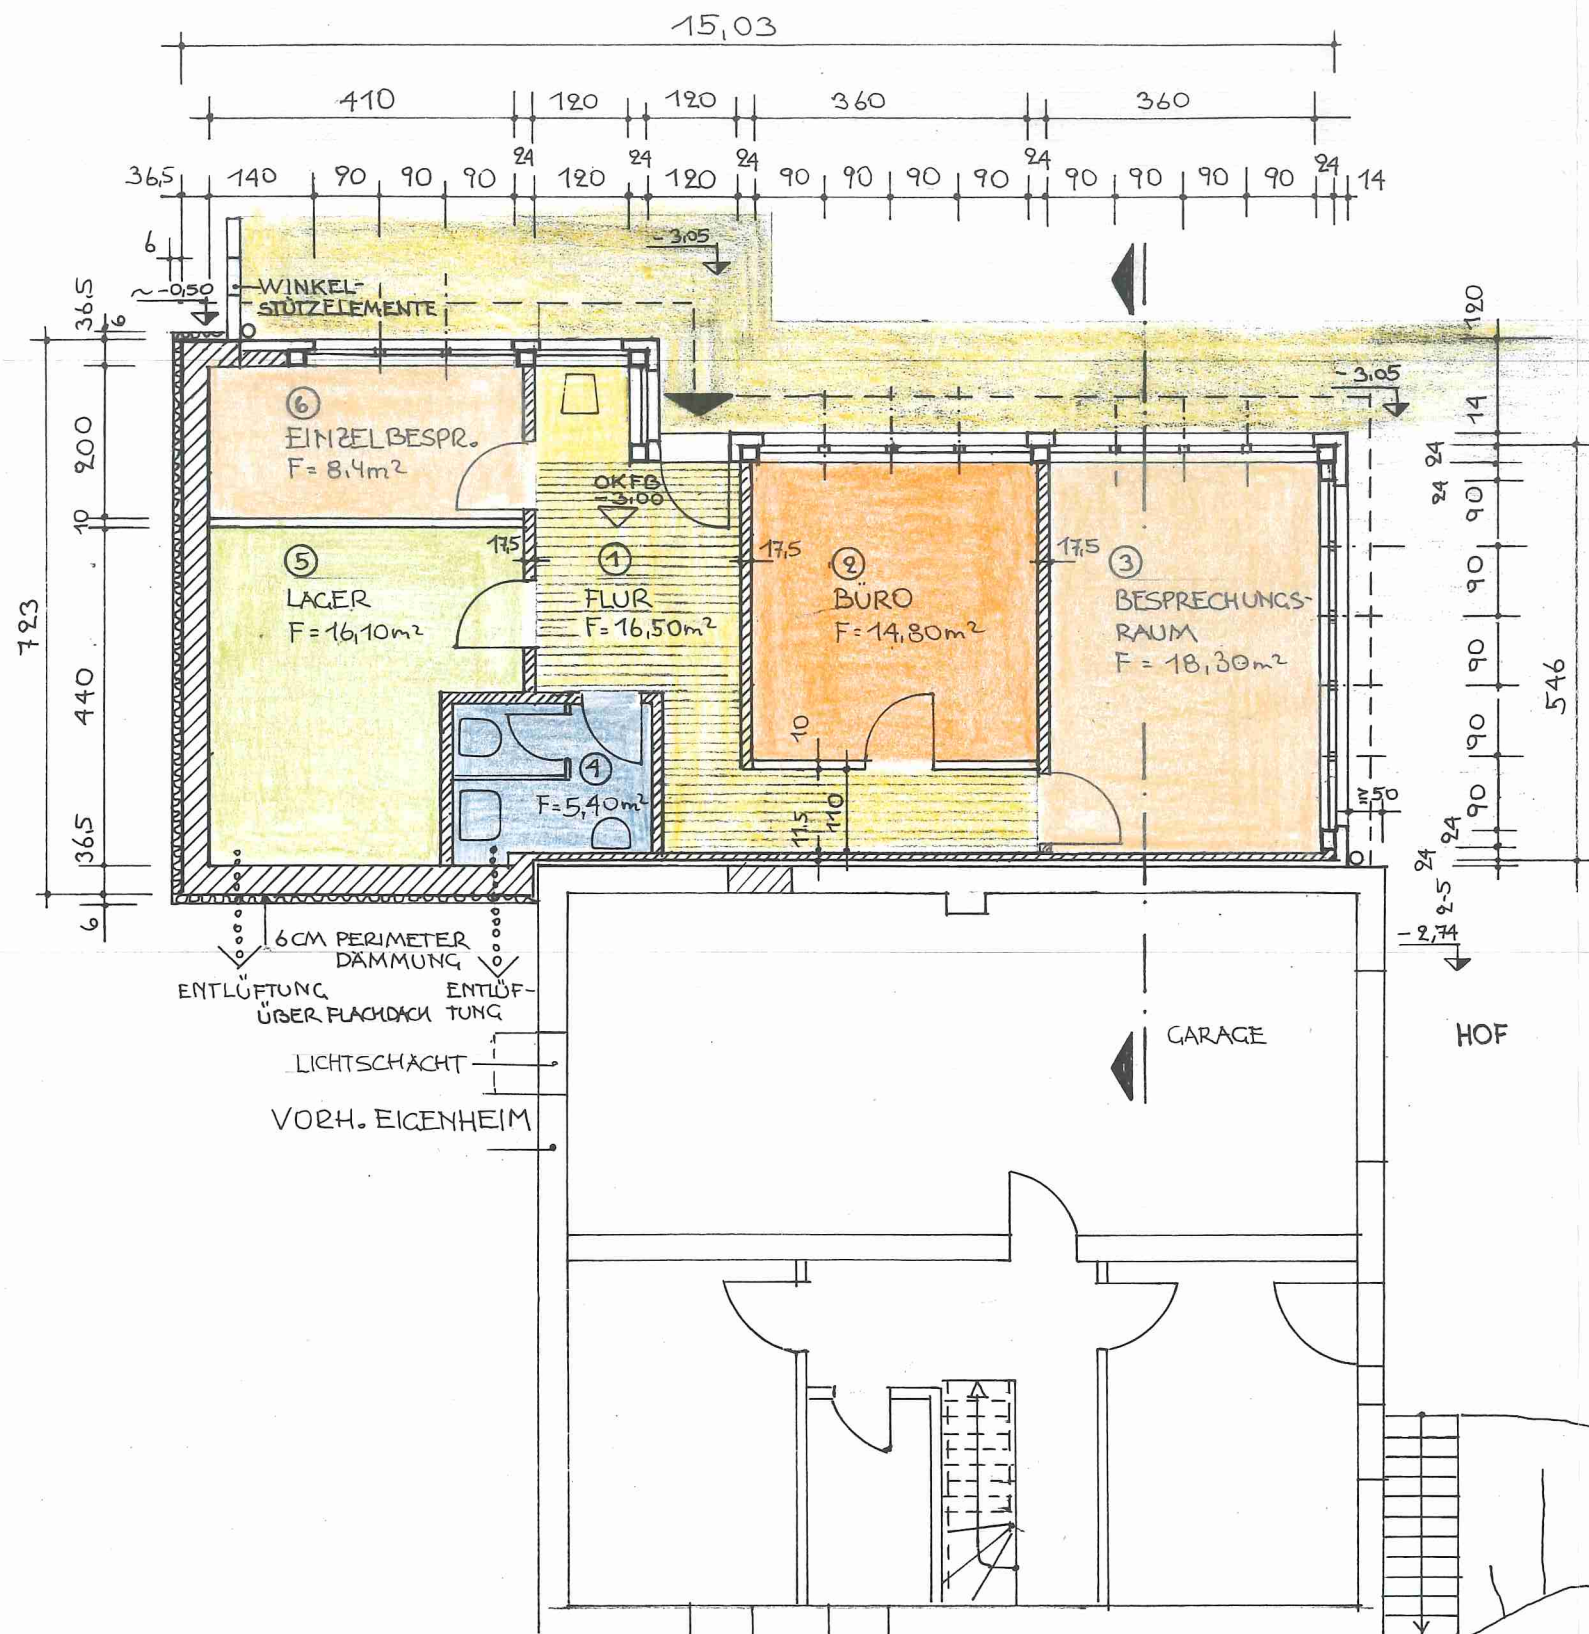 15,03
410 120 120 360 360
24 24 24 24 24
36,5 140 90 90 90 120 120 90 90 90 90 90 90 90 90 14
6
~-0,50
WINKEL-
STÜTZELEMENTE
-3,05
-3,05
36,5
6
200
10
440
36,5
6
723
6
EINZELBESPR.
F= 8,4m²
OKFB
-3,00
17,5
17,5
17,5
5
LAGER
F= 16,10m²
1
FLUR
F= 16,50m²
2
BÜRO
F= 14,80m²
3
BESPRECHUNGS-
RAUM
F = 18,30m²
4
F=5,40m²
10
11,5
110
120
14
24
24
90
90
90
90
90
24
24
2-5
546
≥50
-2,74
6CM PERIMETER
DÄMMUNG
ENTLÜFTUNG
ÜBER FLACHDACH
ENTLÜF-
TUNG
LICHTSCHACHT
VORH. EIGENHEIM
GARAGE
HOF